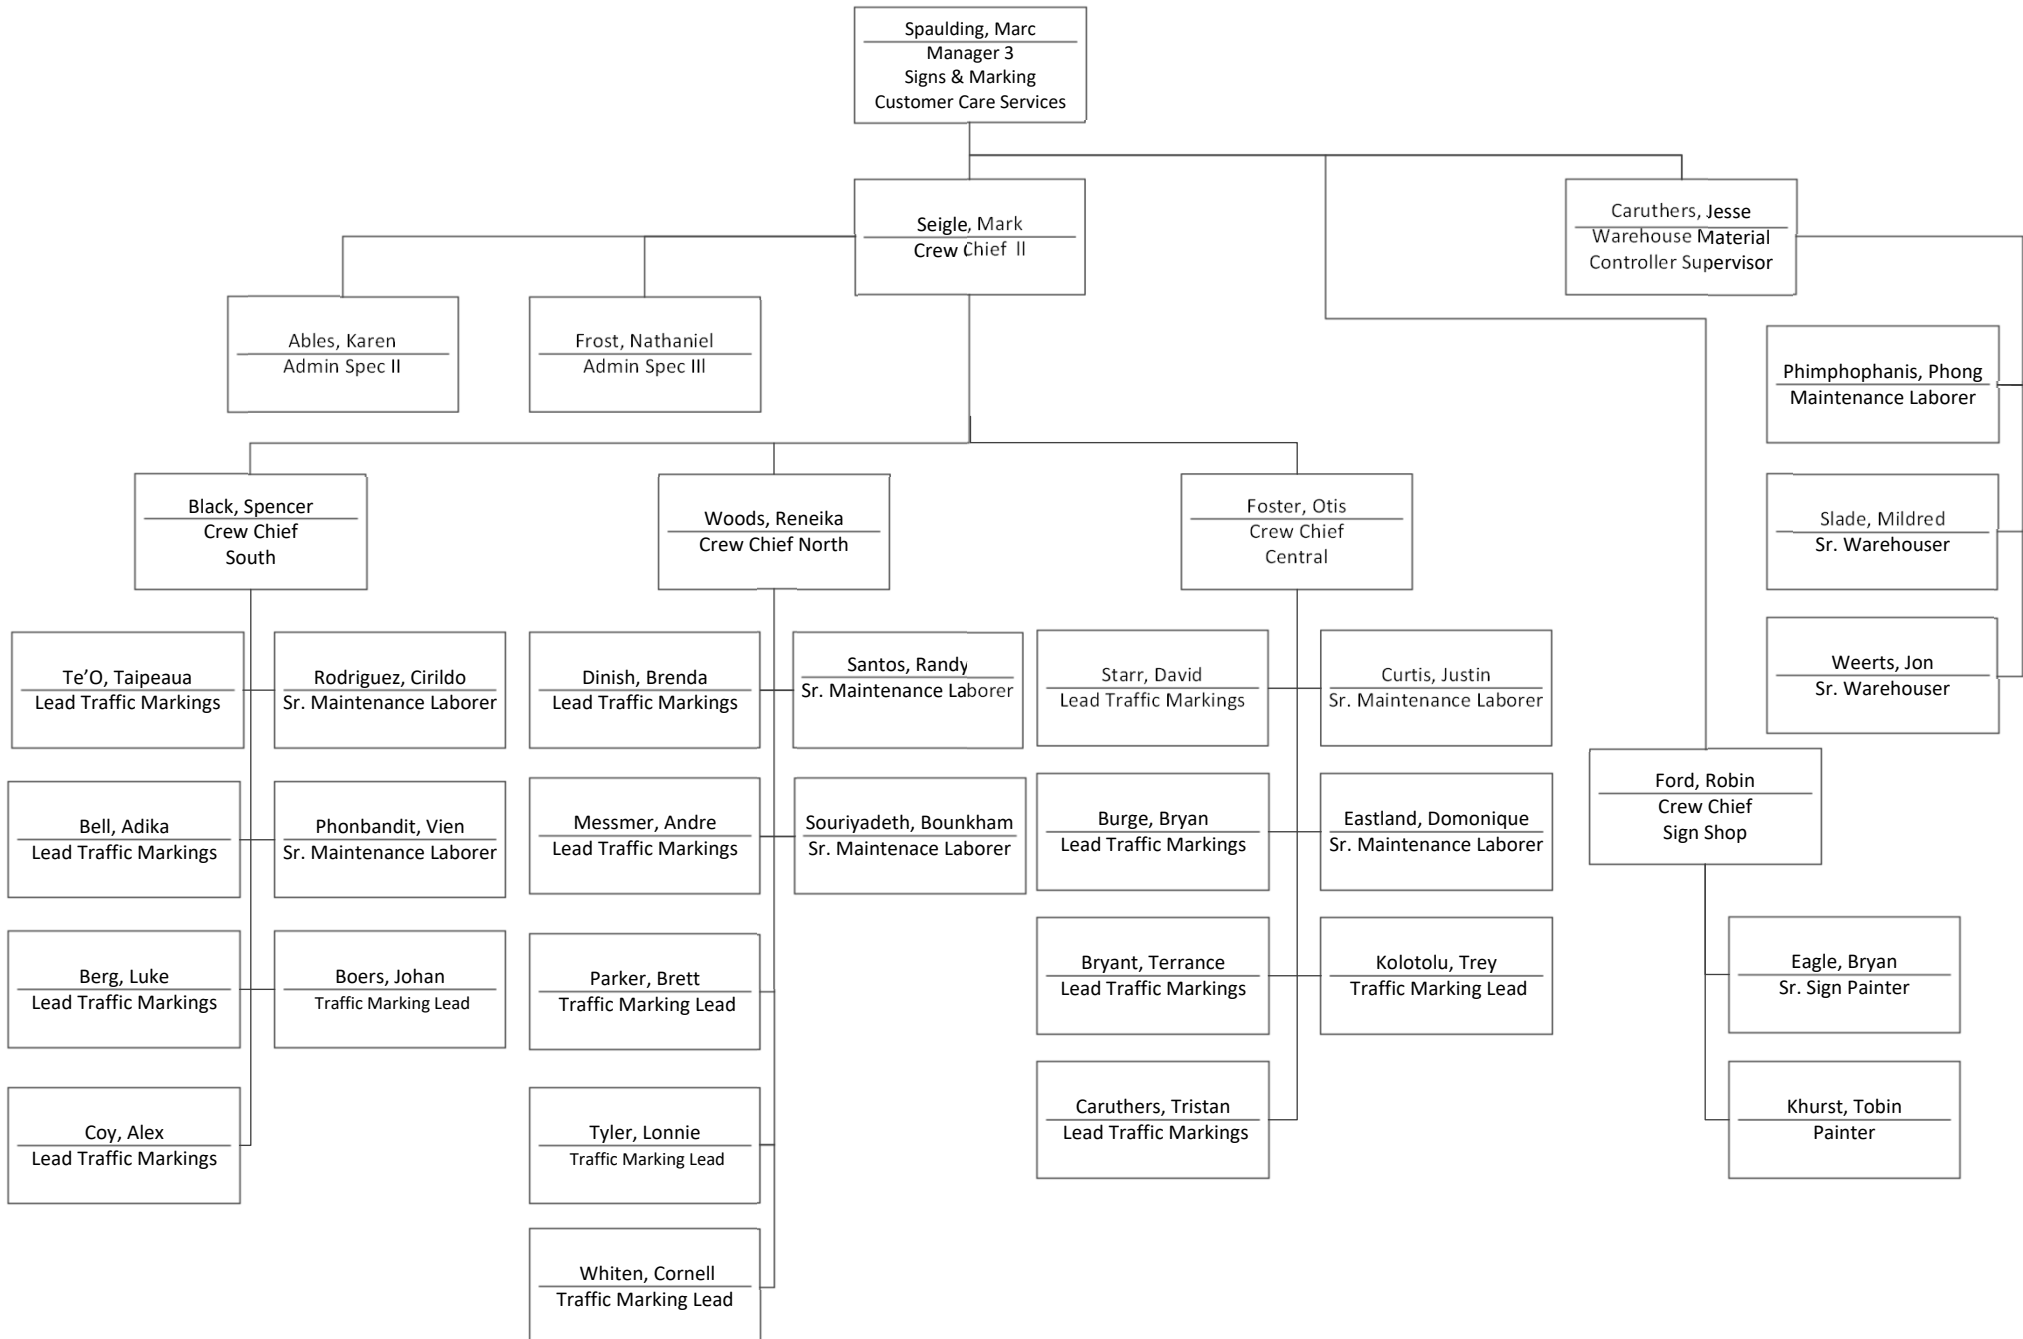 Spaulding, Marc
Manager 3
Signs & Marking
Customer Care Services
Seigle, Mark
Crew Chief II
Caruthers, Jesse
Warehouse Material
Controller Supervisor
Ables, Karen
Admin Spec II
Frost, Nathaniel
Admin Spec III
Phimphophanis, Phong
Maintenance Laborer
Slade, Mildred
Sr. Warehouser
Weerts, Jon
Sr. Warehouser
Black, Spencer
Crew Chief
South
Woods, Reneika
Crew Chief North
Foster, Otis
Crew Chief
Central
Te’O, Taipeaua
Lead Traffic Markings
Rodriguez, Cirildo
Sr. Maintenance Laborer
Bell, Adika
Lead Traffic Markings
Phonbandit, Vien
Sr. Maintenance Laborer
Berg, Luke
Lead Traffic Markings
Boers, Johan
Traffic Marking Lead
Coy, Alex
Lead Traffic Markings
Dinish, Brenda
Lead Traffic Markings
Santos, Randy
Sr. Maintenance Laborer
Messmer, Andre
Lead Traffic Markings
Souriyadeth, Bounkham
Sr. Maintenace Laborer
Parker, Brett
Traffic Marking Lead
Tyler, Lonnie
Traffic Marking Lead
Whiten, Cornell
Traffic Marking Lead
Starr, David
Lead Traffic Markings
Curtis, Justin
Sr. Maintenance Laborer
Burge, Bryan
Lead Traffic Markings
Eastland, Domonique
Sr. Maintenance Laborer
Bryant, Terrance
Lead Traffic Markings
Kolotolu, Trey
Traffic Marking Lead
Caruthers, Tristan
Lead Traffic Markings
Ford, Robin
Crew Chief
Sign Shop
Eagle, Bryan
Sr. Sign Painter
Khurst, Tobin
Painter